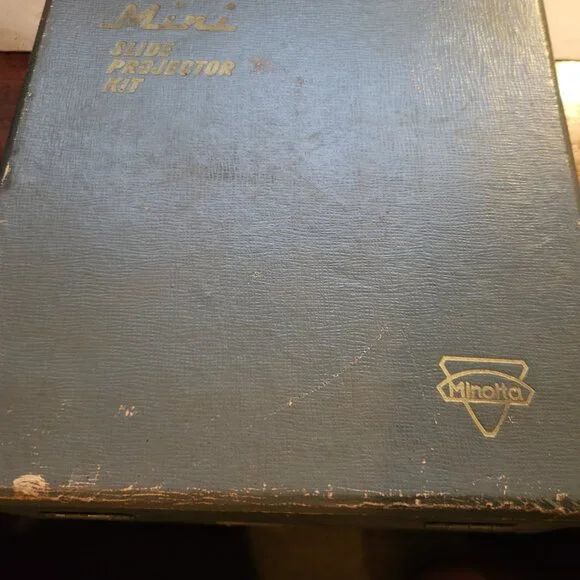 Mini
SLIDE
PROJECTOR
KIT
Minolta